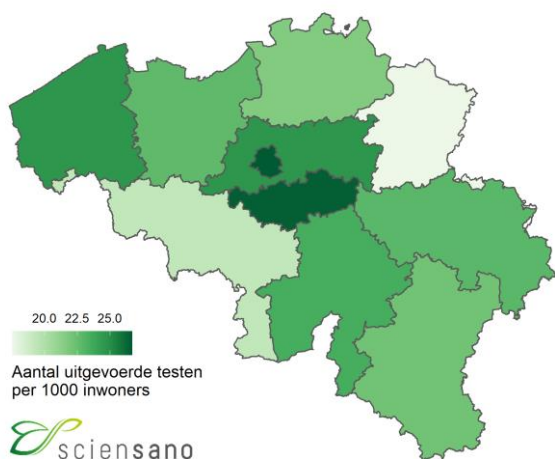 20.0 22.5 25.0
Aantal uitgevoerde testen
per 1000 inwoners
sciensano